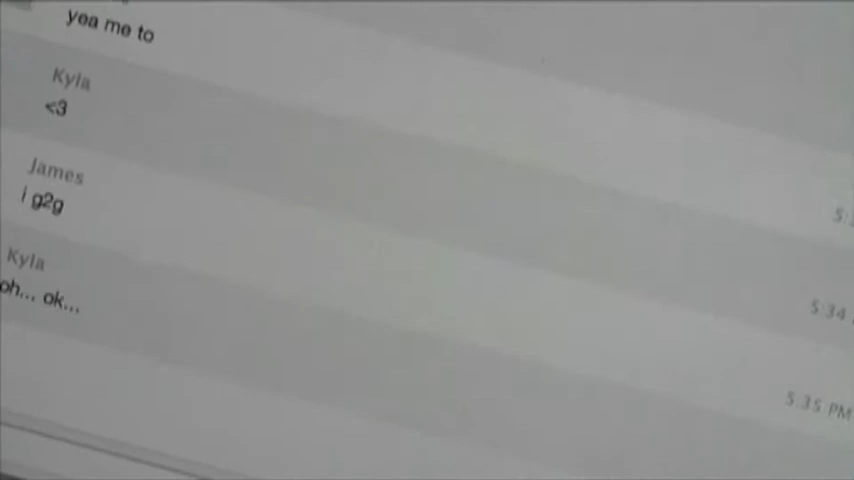 yea me to
Kyla
<3
James
i g2g
5:34
Kyla
oh... ok...
5:35 PM